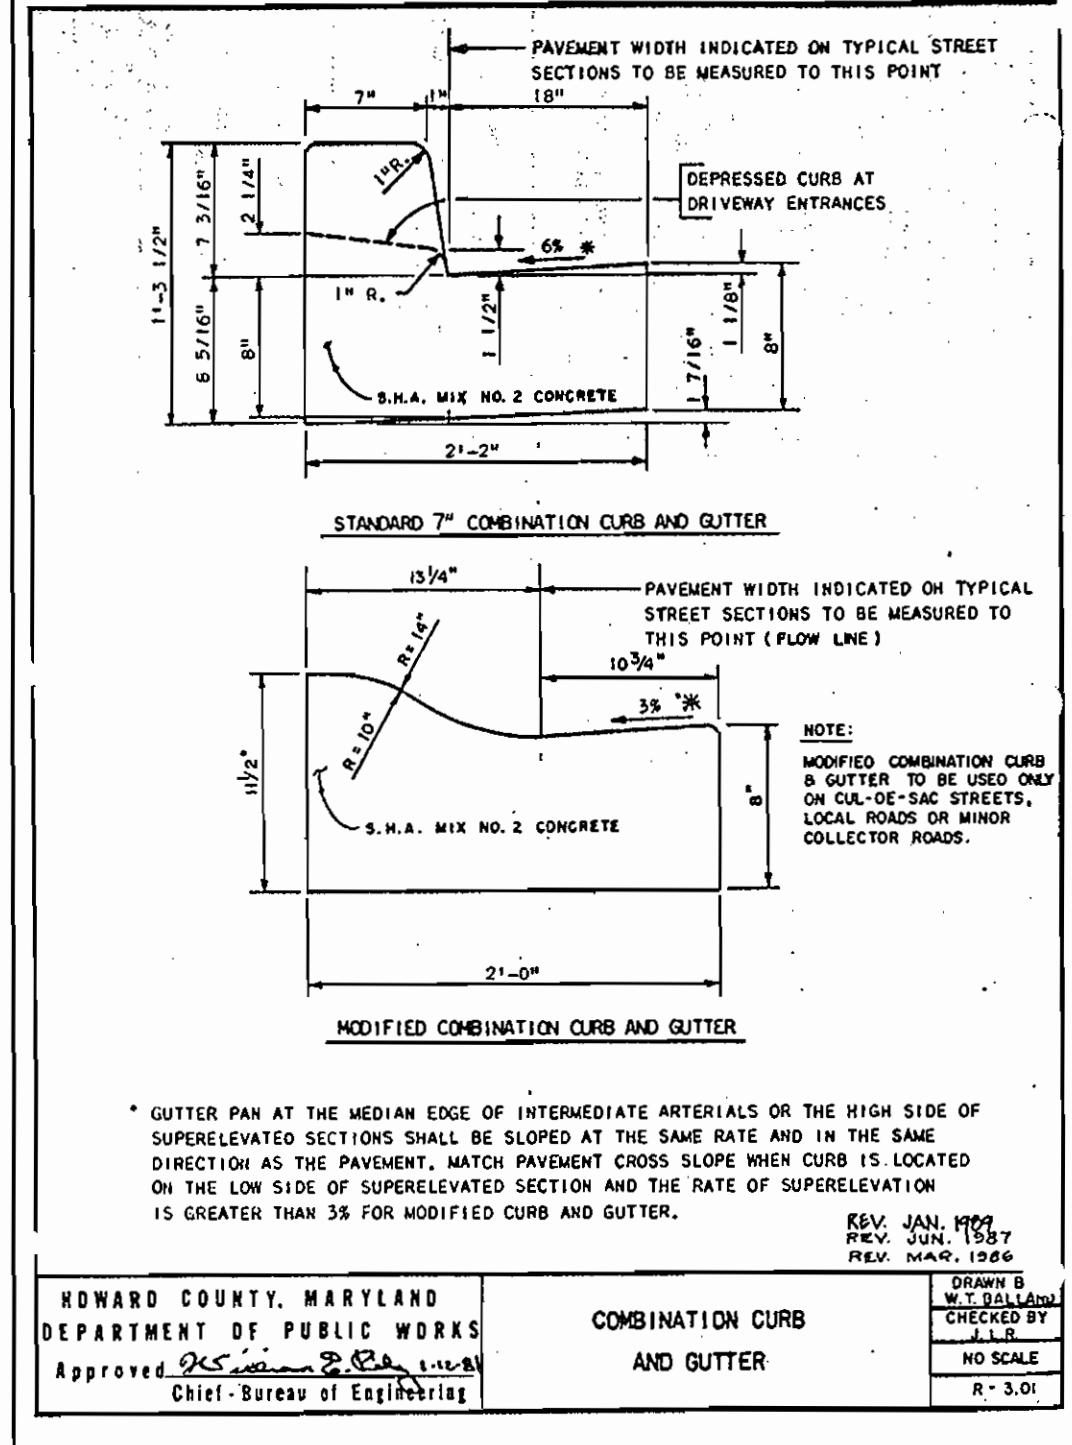 PAVEMENT WIDTH INDICATED ON TYPICAL STREET
SECTIONS TO BE MEASURED TO THIS POINT
7"
1"
18"
1"R.
DEPRESSED CURB AT
DRIVEWAY ENTRANCES
1'-3 1/2"
7 3/16"
2 1/4"
6% *
1" R.
8 5/16"
8"
1 1/2"
1 1/8"
8"
1 7/16"
S.H.A. MIX NO. 2 CONCRETE
2'-2"
STANDARD 7" COMBINATION CURB AND GUTTER
13 1/4"
PAVEMENT WIDTH INDICATED ON TYPICAL
STREET SECTIONS TO BE MEASURED TO
THIS POINT (FLOW LINE)
R= 14"
10 3/4"
3% *
R= 10"
11 1/2"
8"
NOTE:
MODIFIED COMBINATION CURB
& GUTTER TO BE USED ONLY
ON CUL-DE-SAC STREETS,
LOCAL ROADS OR MINOR
COLLECTOR ROADS.
S.H.A. MIX NO. 2 CONCRETE
2'-0"
MODIFIED COMBINATION CURB AND GUTTER
* GUTTER PAN AT THE MEDIAN EDGE OF INTERMEDIATE ARTERIALS OR THE HIGH SIDE OF
SUPERELEVATED SECTIONS SHALL BE SLOPED AT THE SAME RATE AND IN THE SAME
DIRECTION AS THE PAVEMENT. MATCH PAVEMENT CROSS SLOPE WHEN CURB IS LOCATED
ON THE LOW SIDE OF SUPERELEVATED SECTION AND THE RATE OF SUPERELEVATION
IS GREATER THAN 3% FOR MODIFIED CURB AND GUTTER.
REV. JAN. 1989
REV. JUN. 1987
REV. MAR. 1986
HOWARD COUNTY, MARYLAND
DEPARTMENT OF PUBLIC WORKS
Approved
Chief-Bureau of Engineering
COMBINATION CURB
AND GUTTER
DRAWN B
W.T. BALLAND
CHECKED BY
J.L.R.
NO SCALE
R - 3.01